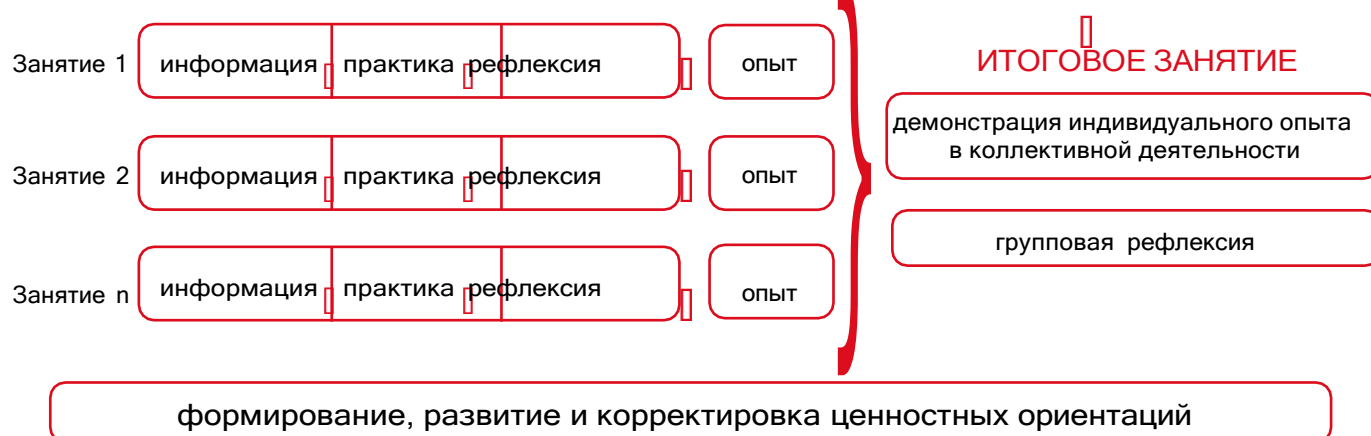 Занятие 1 информация практика рефлексия опыт
Занятие 2 информация практика рефлексия опыт
Занятие n информация практика рефлексия опыт
ИТОГОВОЕ ЗАНЯТИЕ
демонстрация индивидуального опыта
в коллективной деятельности
групповая рефлексия
формирование, развитие и корректировка ценностных ориентаций